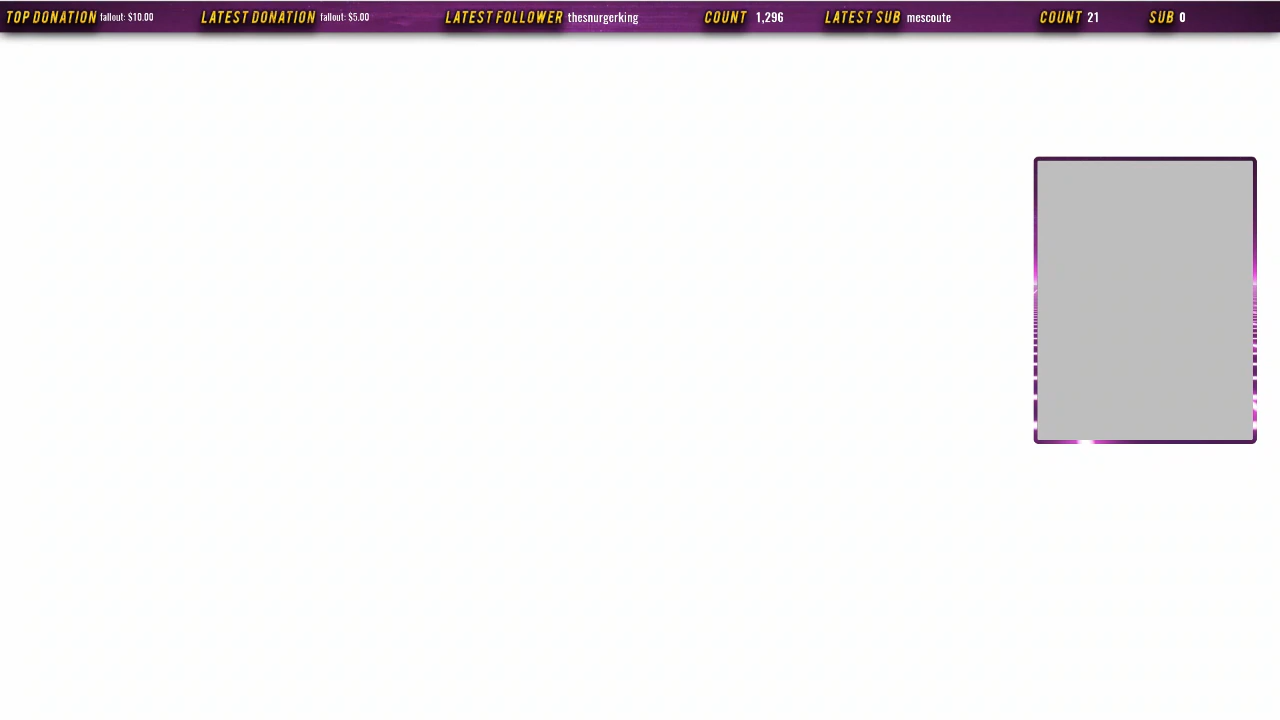 TOP DONATION fallout: $10.00 LATEST DONATION fallout: $5.00 LATEST FOLLOWER thesnurgerking COUNT 1,296 LATEST SUB mescoute COUNT 21 SUB 0